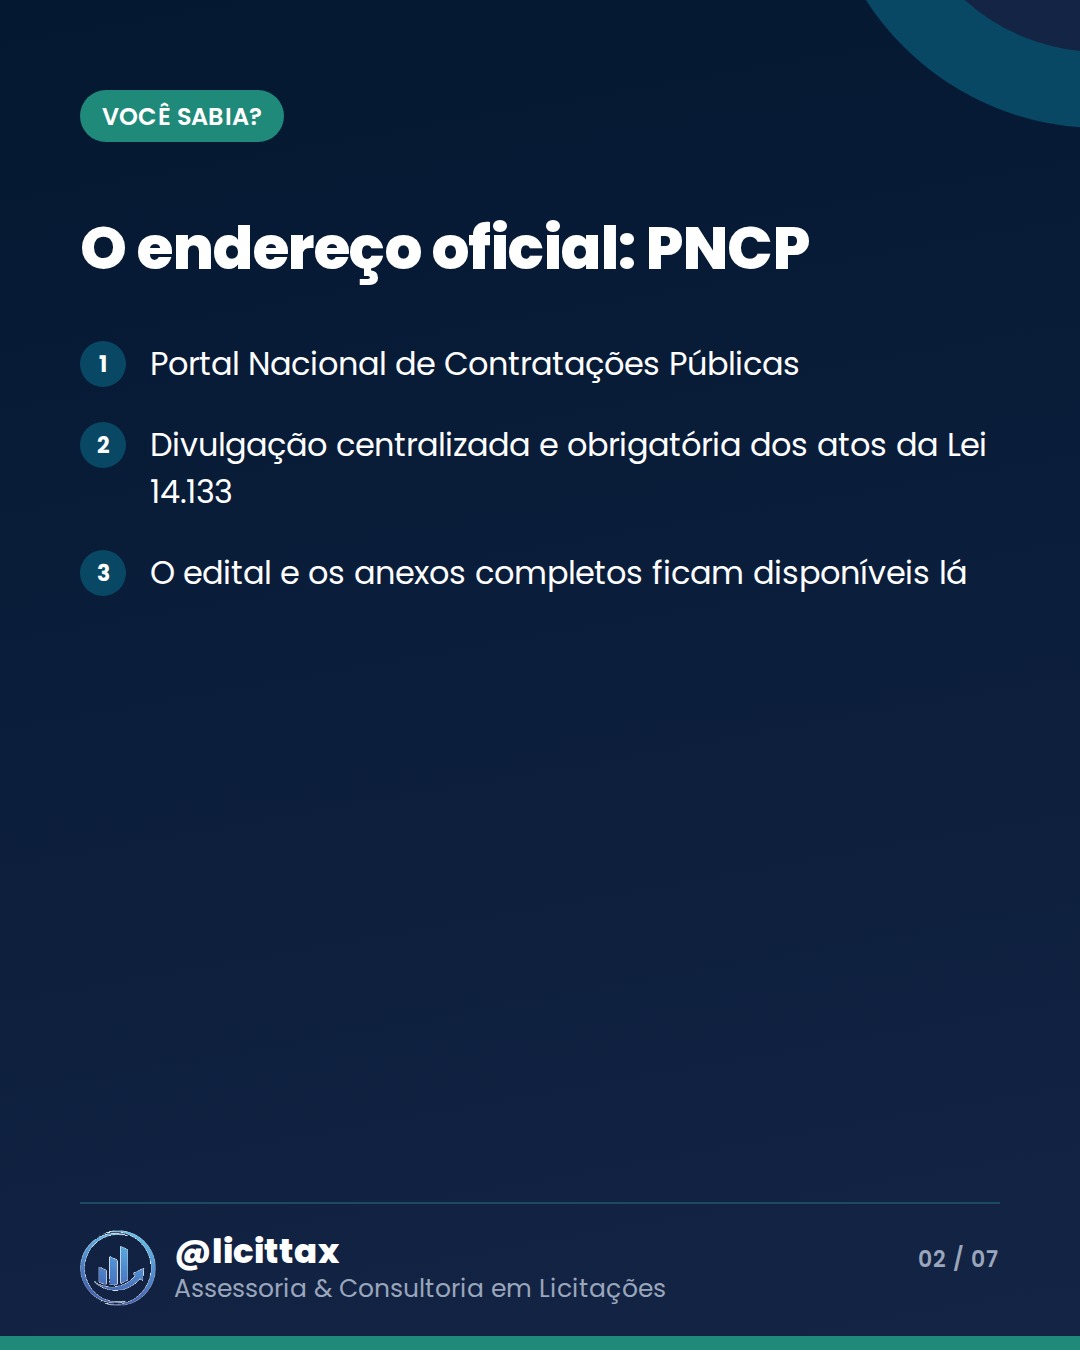 VOCÊ SABIA?
O endereço oficial: PNCP
1 Portal Nacional de Contratações Públicas
2 Divulgação centralizada e obrigatória dos atos da Lei
14.133
3 O edital e os anexos completos ficam disponíveis lá
@licittax
Assessoria & Consultoria em Licitações
02 / 07